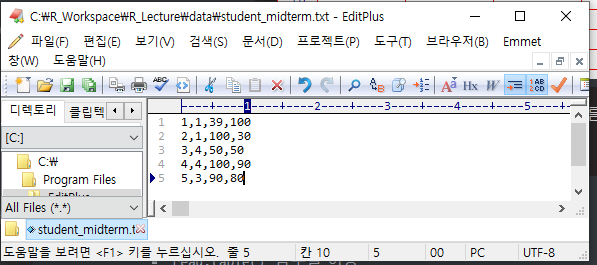 C:\R_Workspace\R_Lecture\data\student_midterm.txt - EditPlus
파일(F) 편집(E) 보기(V) 검색(S) 문서(D) 프로젝트(P) 도구(T) 브라우저(B) Emmet
창(W) 도움말(H)
디렉토리 클립텍
[C:]
C:\
Program Files
EditPlus
All Files (*.*)
----+----1----+----2----+----3----+----4----+----5----+
1 1,1,39,100
2 2,1,100,30
3 3,4,50,50
4 4,4,100,90
5 5,3,90,80
student_midterm.t
도움말을 보려면 <F1> 키를 누르십시오. 줄 5 칸 10 5 00 PC UTF-8